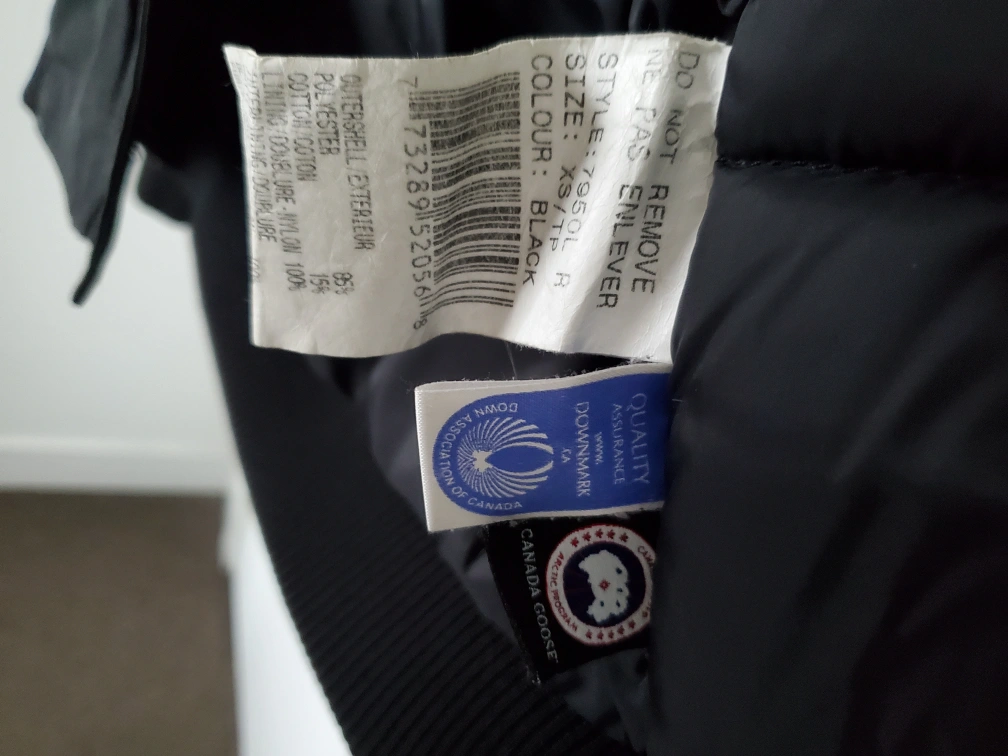 DO NOT REMOVE
NE PAS ENLEVER
STYLE: 7950L R
SIZE: XS/TP
COLOUR: BLACK
7 73289 52056 8
OUTERSHELL/EXTERIEUR
POLYESTER 85%
COTTON/COTON 15%
LINING/DOUBLURE-NYLON 100%
QUALITY
ASSURANCE
www.
DOWNMARK
.CA
DOWN ASSOCIATION OF CANADA
ARCTIC PROGRAM
CANADA GOOSE